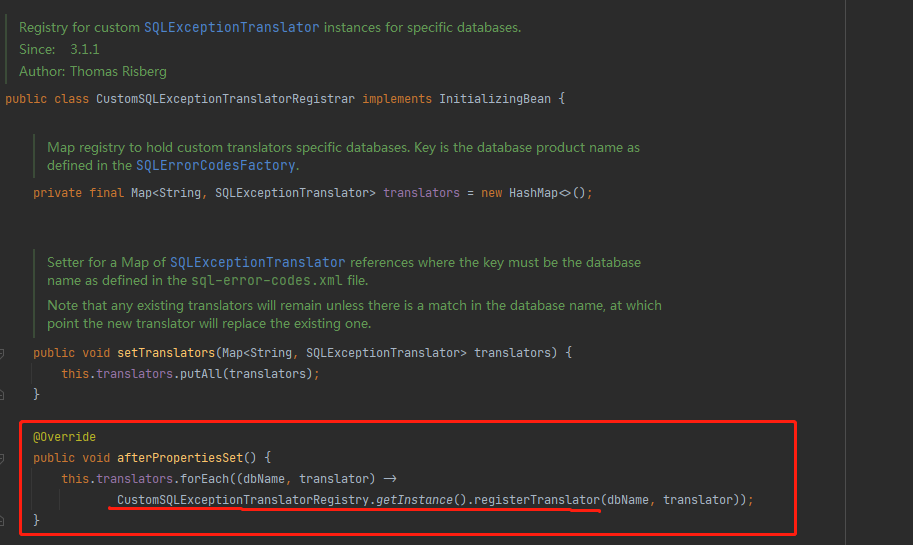 Registry for custom SQLExceptionTranslator instances for specific databases.
Since: 3.1.1
Author: Thomas Risberg
public class CustomSQLExceptionTranslatorRegistrar implements InitializingBean {
Map registry to hold custom translators specific databases. Key is the database product name as
defined in the SQLErrorCodesFactory.
private final Map<String, SQLExceptionTranslator> translators = new HashMap<>();
Setter for a Map of SQLExceptionTranslator references where the key must be the database
name as defined in the sql-error-codes.xml file.
Note that any existing translators will remain unless there is a match in the database name, at which
point the new translator will replace the existing one.
public void setTranslators(Map<String, SQLExceptionTranslator> translators) {
this.translators.putAll(translators);
}
@Override
public void afterPropertiesSet() {
this.translators.forEach((dbName, translator) ->
CustomSQLExceptionTranslatorRegistry.getInstance().registerTranslator(dbName, translator));
}